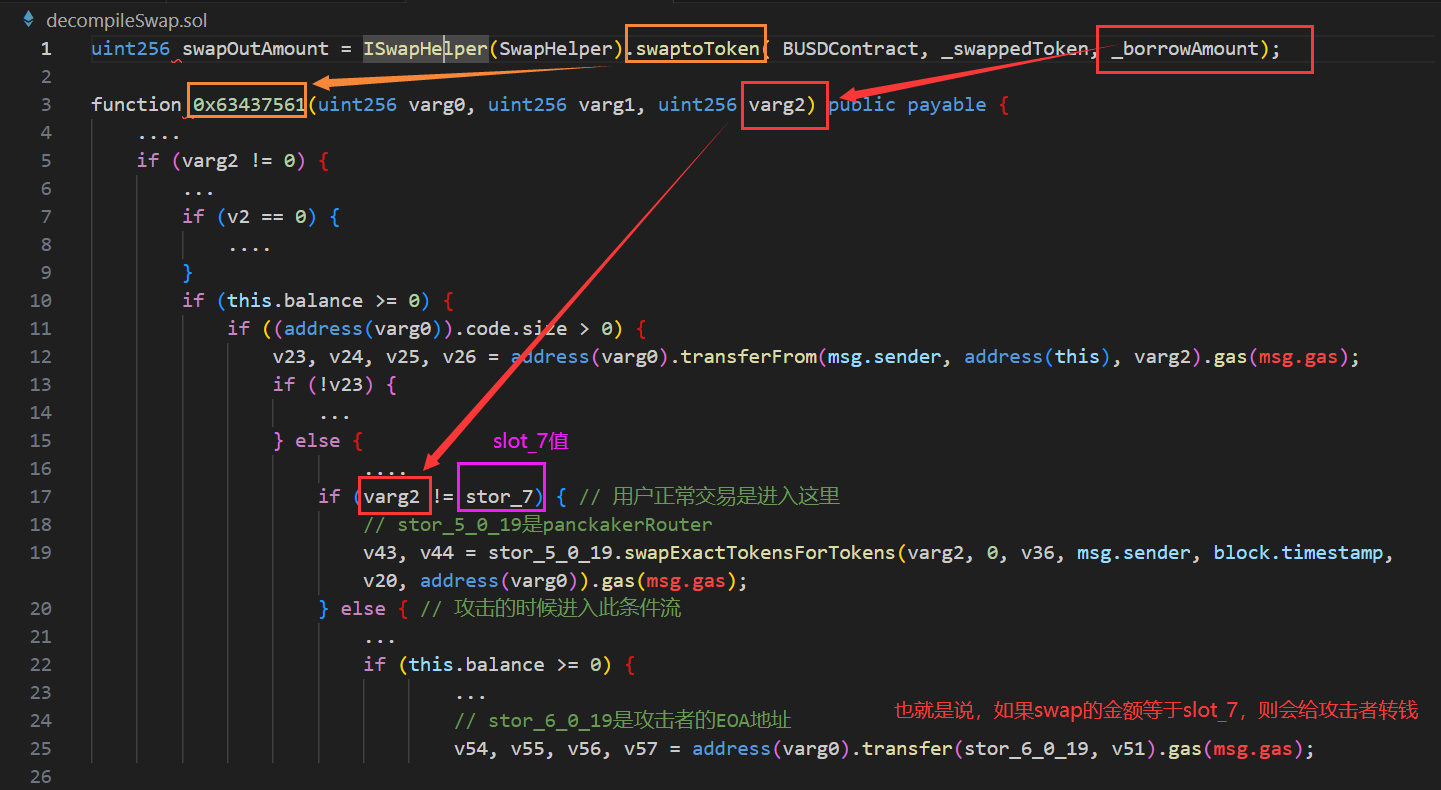 decompileSwap.sol
1 uint256 swapOutAmount = ISwapHelper(SwapHelper).swaptoToken( BUSDContract, _swappedToken, _borrowAmount);
2
3 function 0x63437561(uint256 varg0, uint256 varg1, uint256 varg2) public payable {
4 ....
5 if (varg2 != 0) {
6 ...
7 if (v2 == 0) {
8 ....
9 }
10 if (this.balance >= 0) {
11 if ((address(varg0)).code.size > 0) {
12 v23, v24, v25, v26 = address(varg0).transferFrom(msg.sender, address(this), varg2).gas(msg.gas);
13 if (!v23) {
14 ...
15 } else {
slot_7值
16 ....
17 if (varg2 != stor_7) { // 用户正常交易是进入这里
18 // stor_5_0_19是panckakerRouter
19 v43, v44 = stor_5_0_19.swapExactTokensForTokens(varg2, 0, v36, msg.sender, block.timestamp,
v20, address(varg0)).gas(msg.gas);
20 } else { // 攻击的时候进入此条件流
21 ...
22 if (this.balance >= 0) {
23 ...
24 // stor_6_0_19是攻击者的EOA地址
也就是说，如果swap的金额等于slot_7，则会给攻击者转钱
25 v54, v55, v56, v57 = address(varg0).transfer(stor_6_0_19, v51).gas(msg.gas);
26